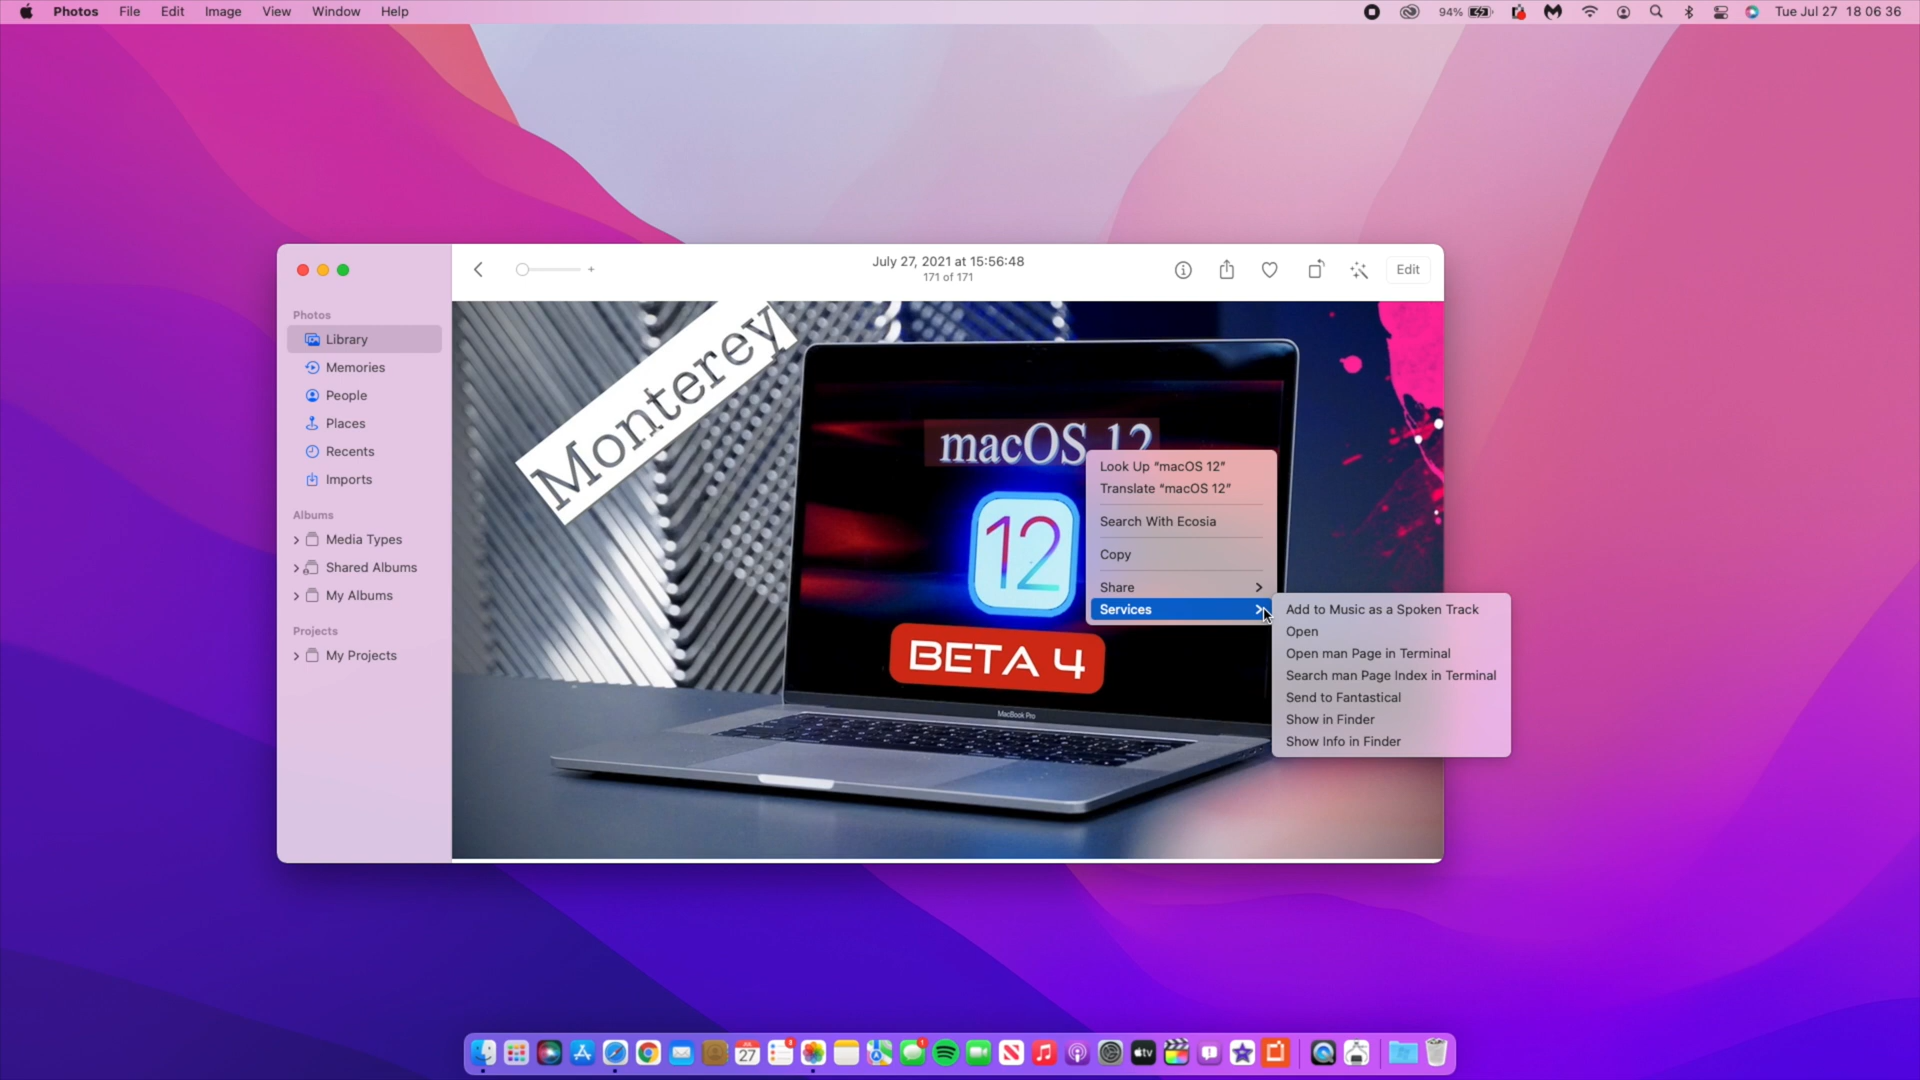 Photos File Edit Image View Window Help
94% Tue Jul 27 18 06 36
July 27, 2021 at 15:56:48
171 of 171
Edit
Photos
Library
Memories
People
Places
Recents
Imports
Albums
Media Types
Shared Albums
My Albums
Projects
My Projects
Monterey
macOS 12
12
BETA 4
MacBook Pro
Look Up “macOS 12”
Translate “macOS 12”
Search With Ecosia
Copy
Share
Services
Add to Music as a Spoken Track
Open
Open man Page in Terminal
Search man Page Index in Terminal
Send to Fantastical
Show in Finder
Show Info in Finder
JUL
27
3
1
tv